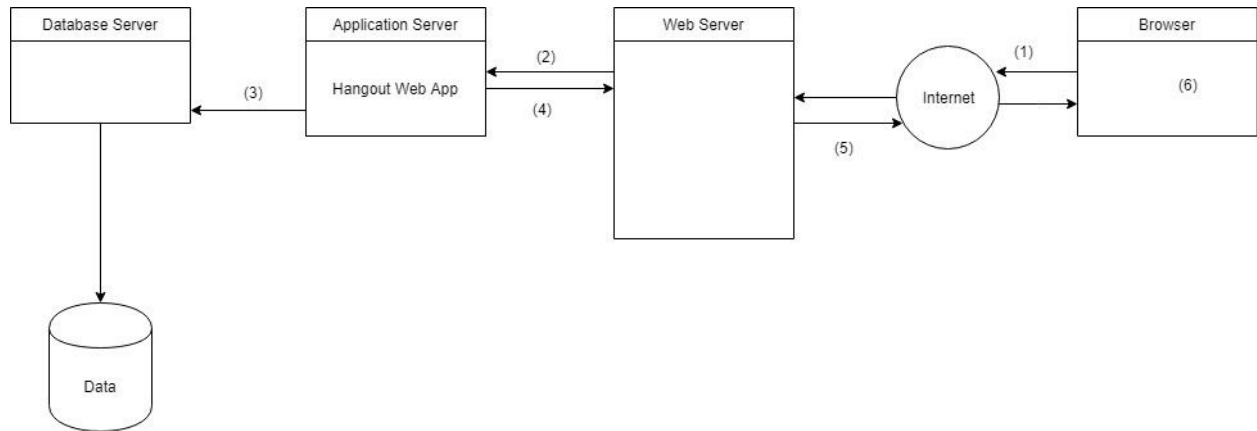 Database Server
Application Server
Web Server
Browser
(1)
(2)
Hangout Web App
(6)
(3)
(4)
Internet
(5)
Data